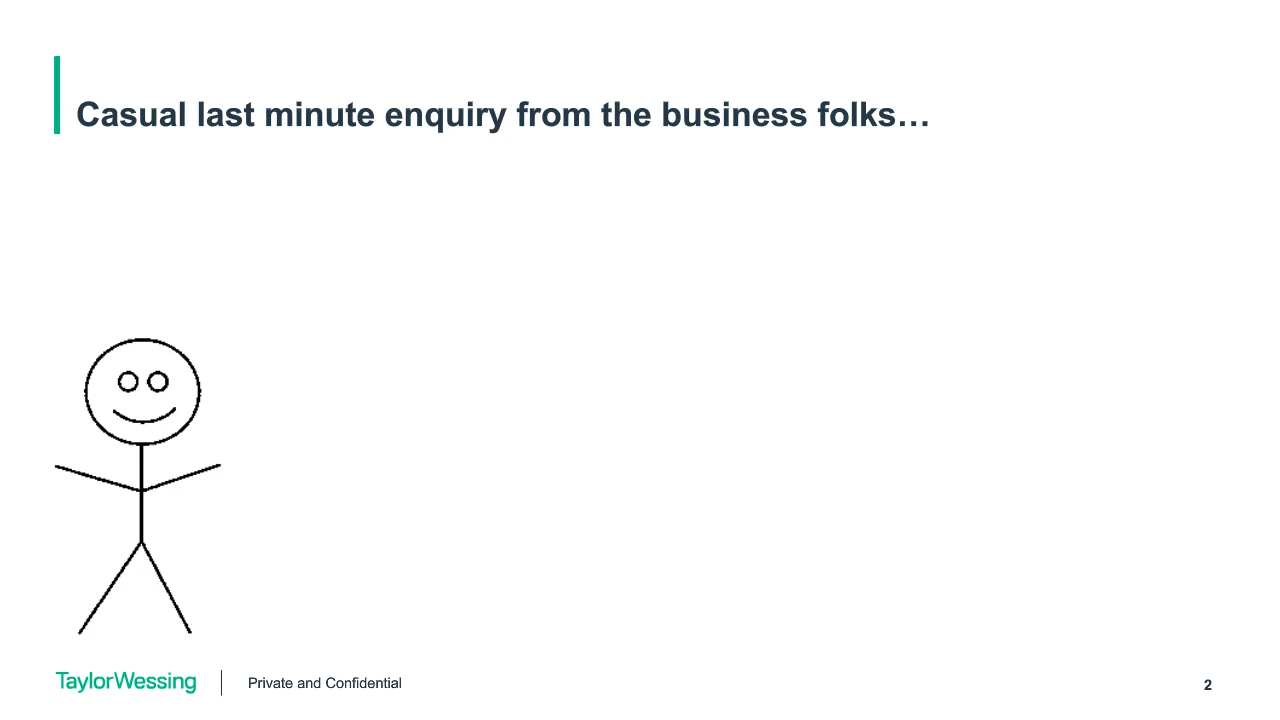 Casual last minute enquiry from the business folks…
TaylorWessing
Private and Confidential
2